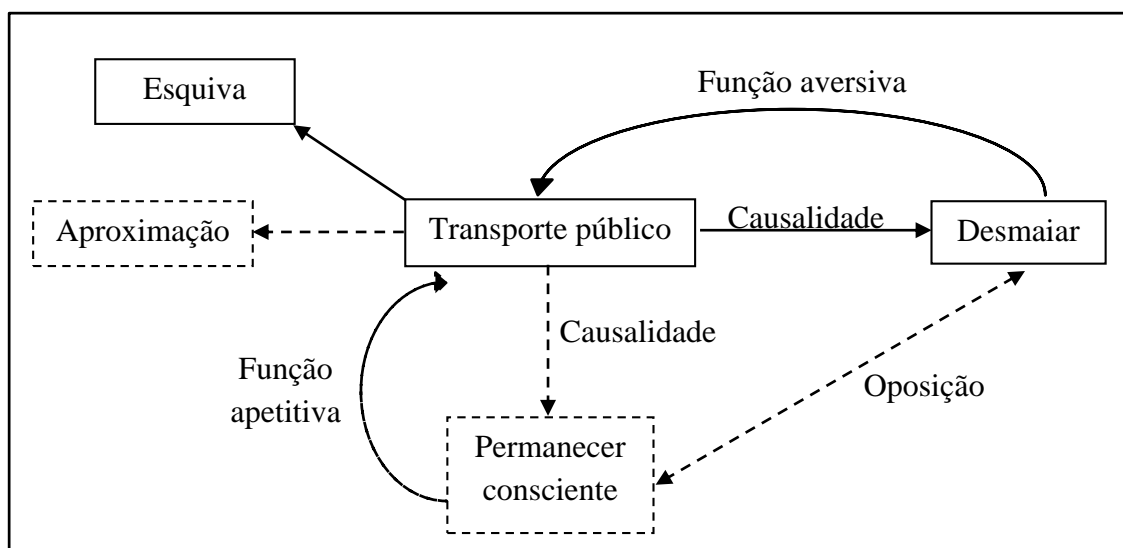 Função aversiva
Esquiva
Aproximação
Transporte público
Causalidade
Desmaiar
Causalidade
Função
apetitiva
Oposição
Permanecer
consciente